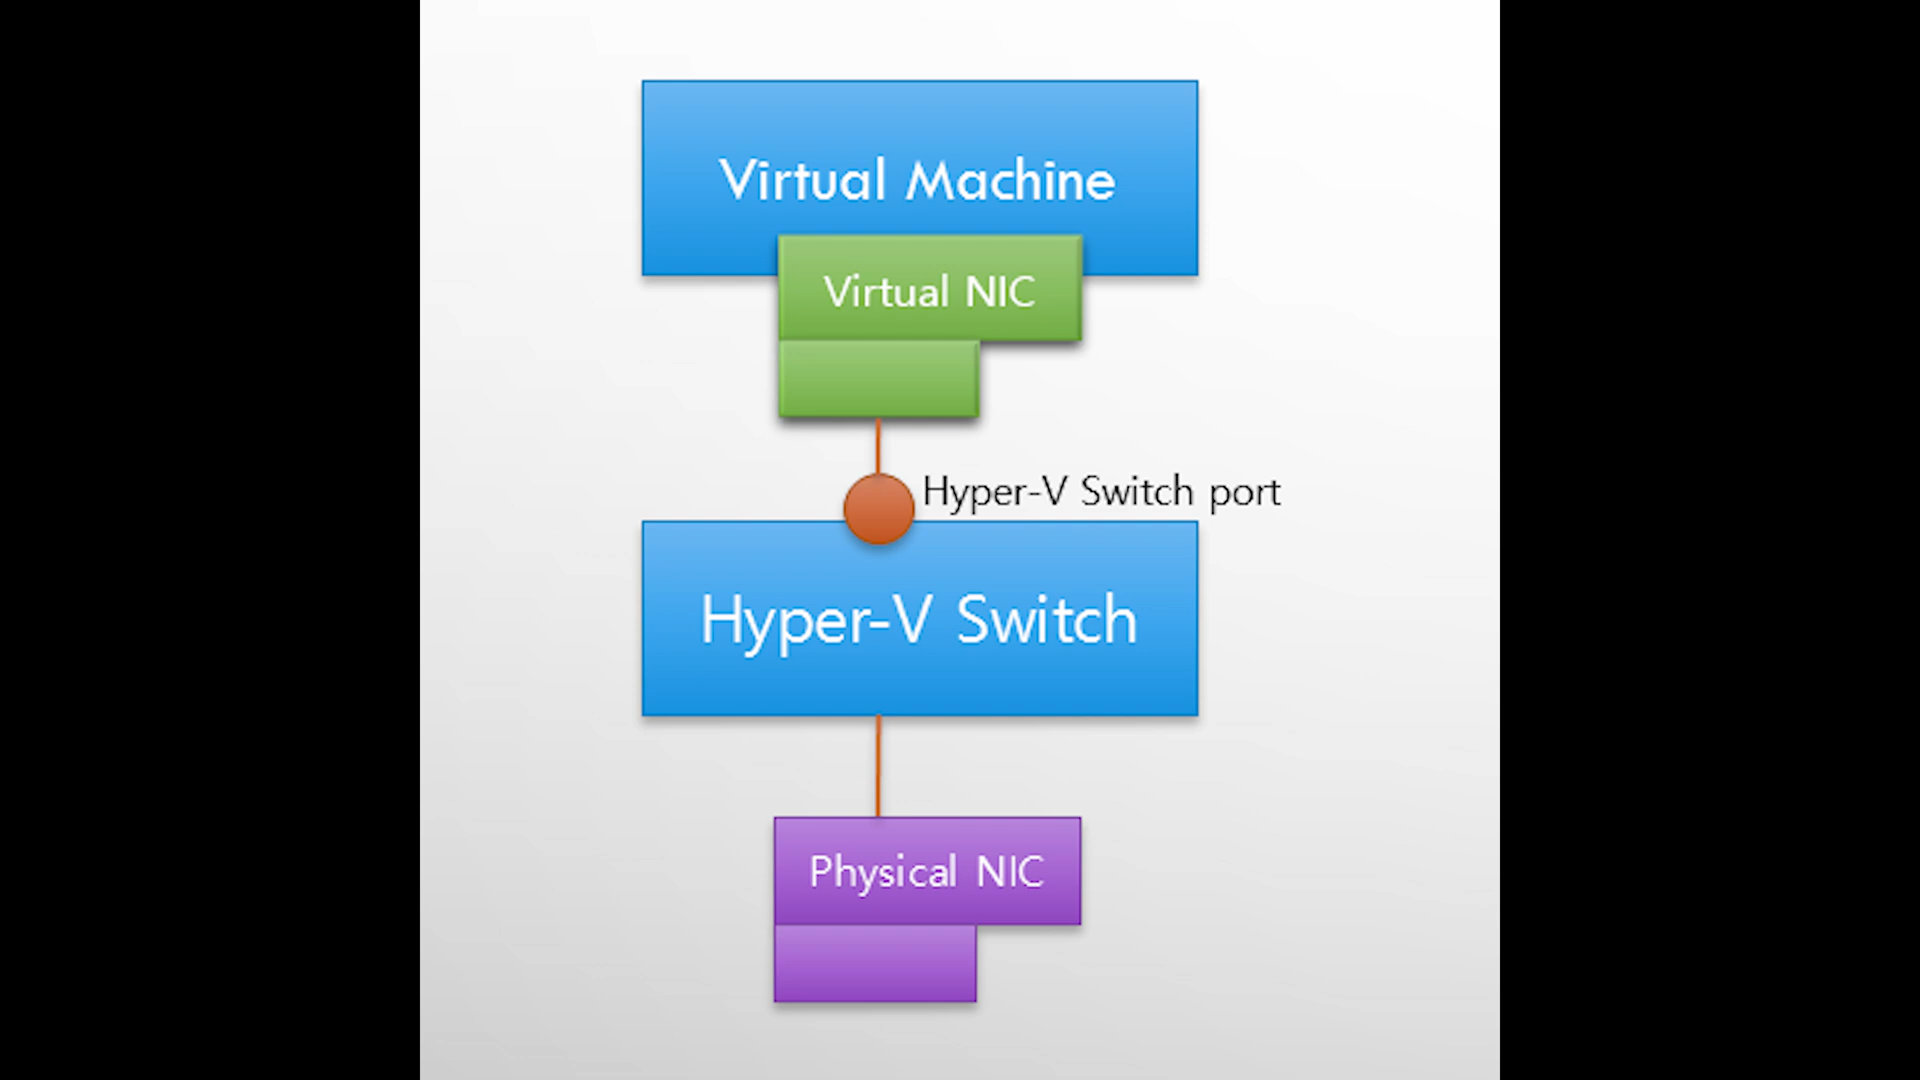 Virtual Machine
Virtual NIC
Hyper-V Switch port
Hyper-V Switch
Physical NIC